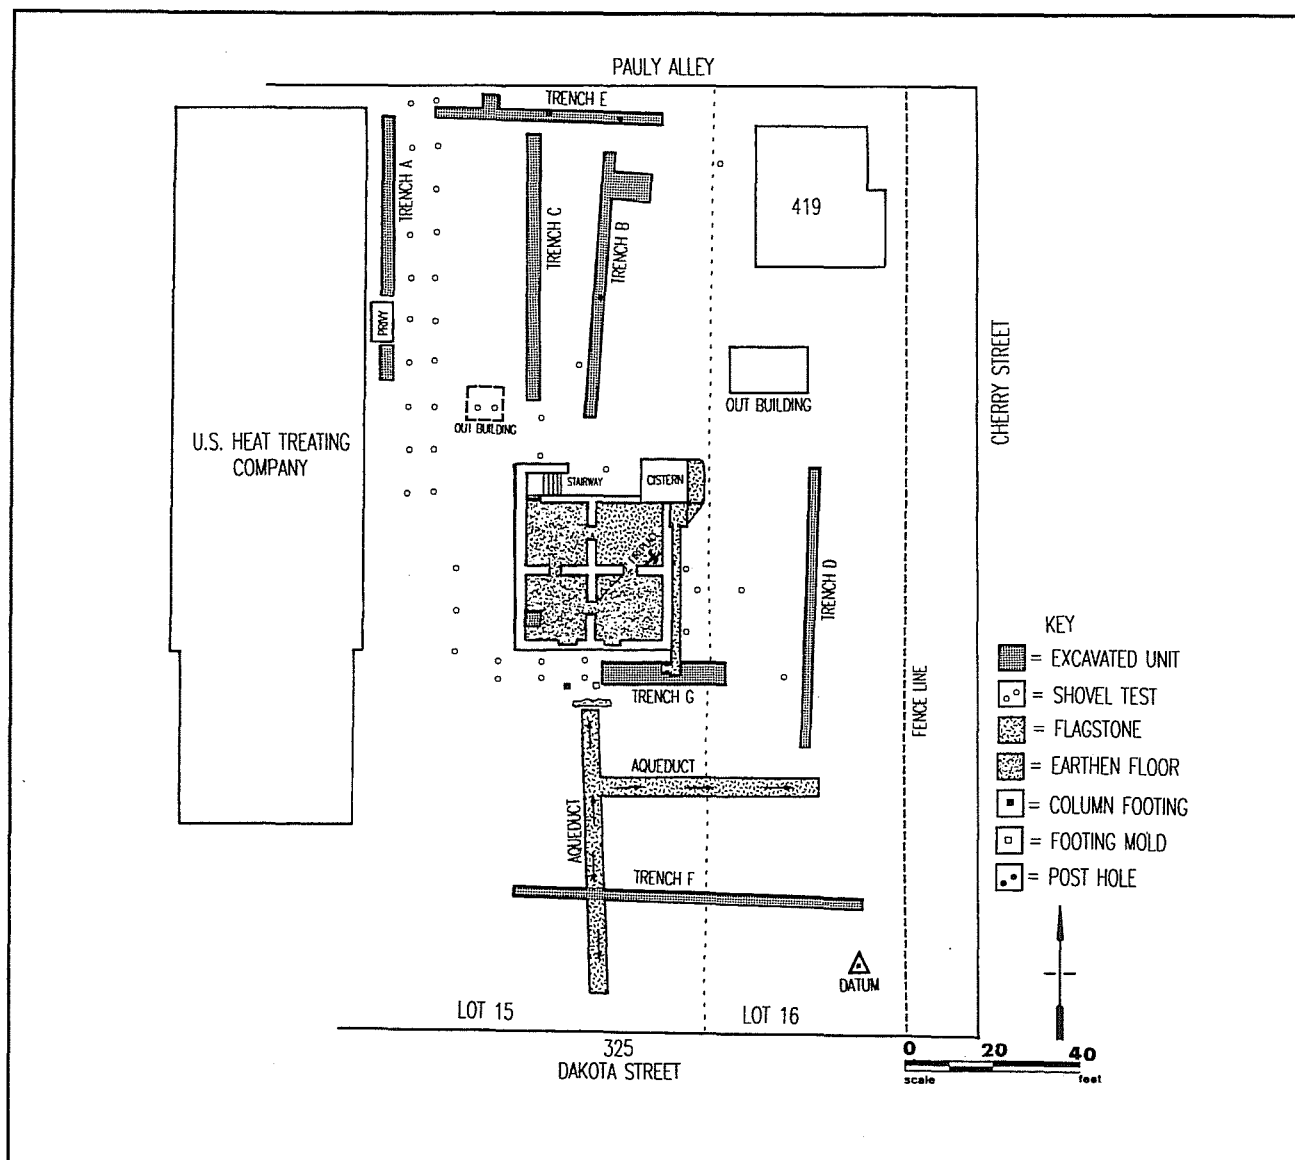 PAULY ALLEY
TRENCH E
TRENCH A
TRENCH C
TRENCH B
419
PRIVY
OUT BUILDING
OUT BUILDING
CHERRY STREET
U.S. HEAT TREATING
COMPANY
STAIRWAY
CISTERN
TRENCH D
FENCE LINE
TRENCH G
AQUEDUCT
AQUEDUCT
TRENCH F
DATUM
LOT 15
LOT 16
325
DAKOTA STREET
KEY
= EXCAVATED UNIT
= SHOVEL TEST
= FLAGSTONE
= EARTHEN FLOOR
= COLUMN FOOTING
= FOOTING MOLD
= POST HOLE
0 20 40
scale feet